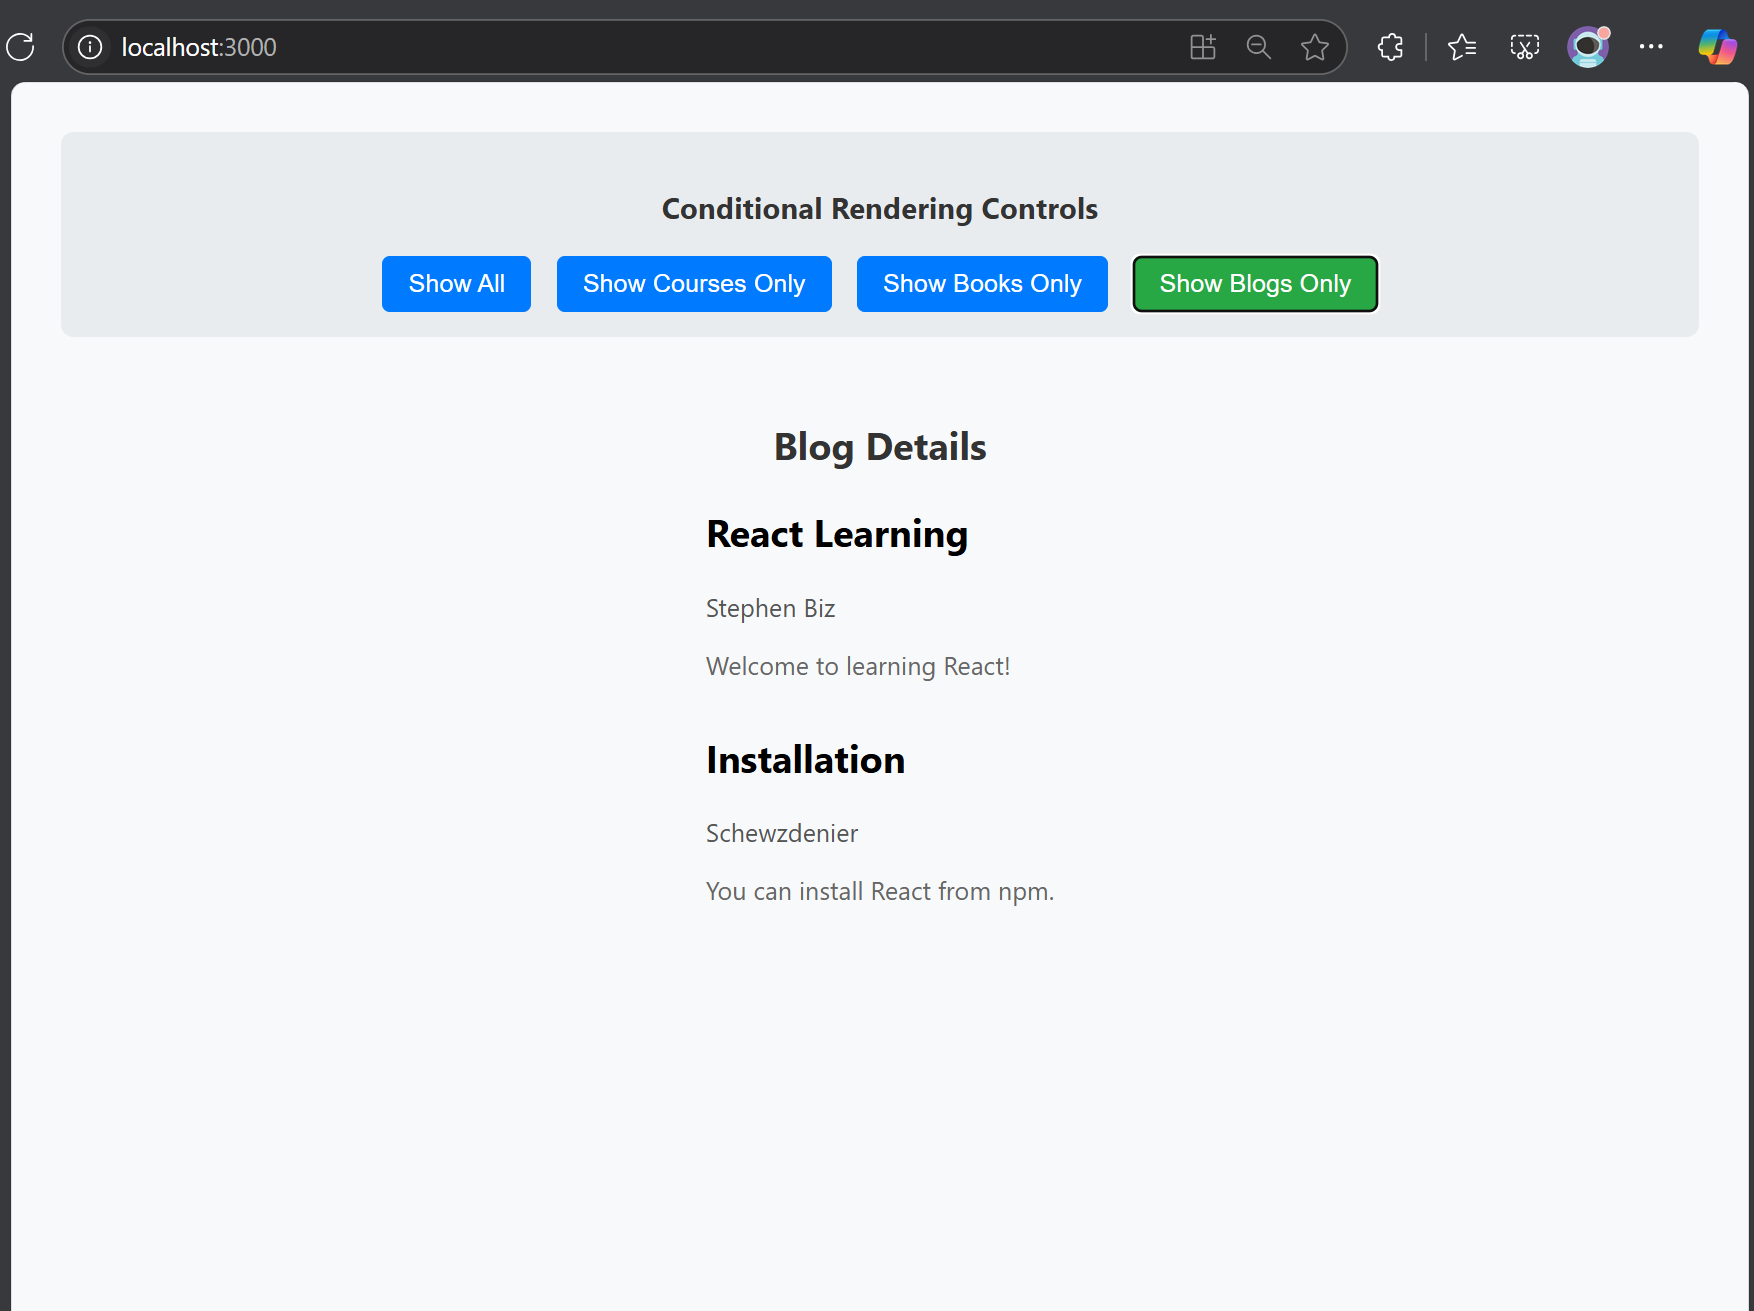 localhost:3000
Conditional Rendering Controls
Show All Show Courses Only Show Books Only Show Blogs Only
Blog Details
React Learning
Stephen Biz
Welcome to learning React!
Installation
Schewzdenier
You can install React from npm.